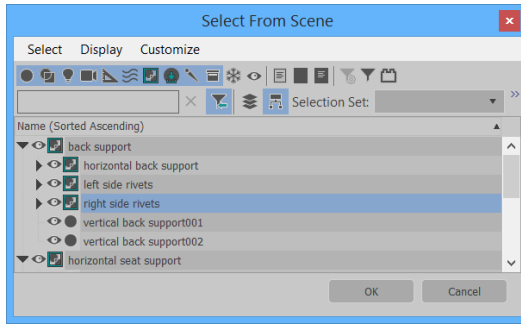 Select From Scene
Select Display Customize
Selection Set:
Name (Sorted Ascending)
back support
horizontal back support
left side rivets
right side rivets
vertical back support001
vertical back support002
horizontal seat support
OK Cancel